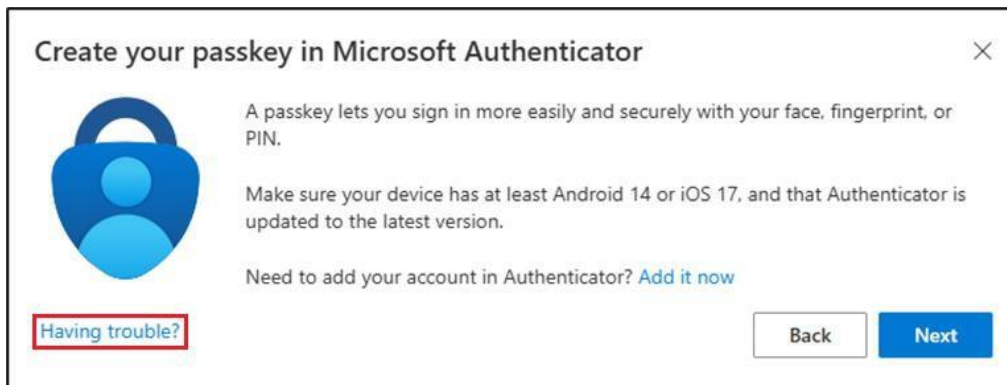 Create your passkey in Microsoft Authenticator
A passkey lets you sign in more easily and securely with your face, fingerprint, or
PIN.
Make sure your device has at least Android 14 or iOS 17, and that Authenticator is
updated to the latest version.
Need to add your account in Authenticator? Add it now
Having trouble?
Back
Next